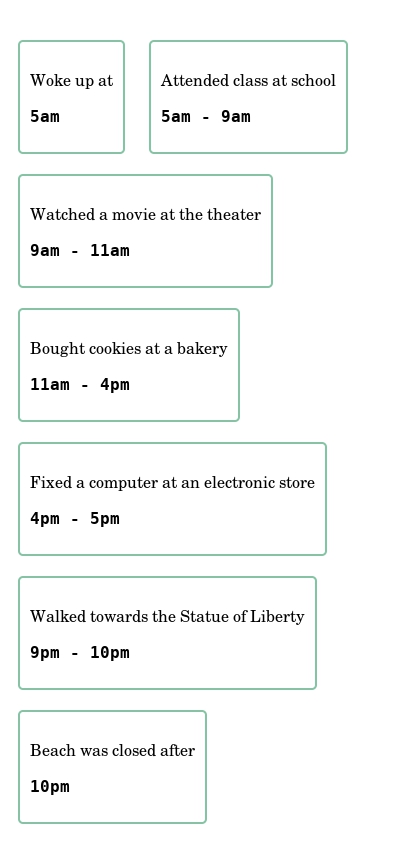 Woke up at
5am
Attended class at school
5am - 9am
Watched a movie at the theater
9am - 11am
Bought cookies at a bakery
11am - 4pm
Fixed a computer at an electronic store
4pm - 5pm
Walked towards the Statue of Liberty
9pm - 10pm
Beach was closed after
10pm